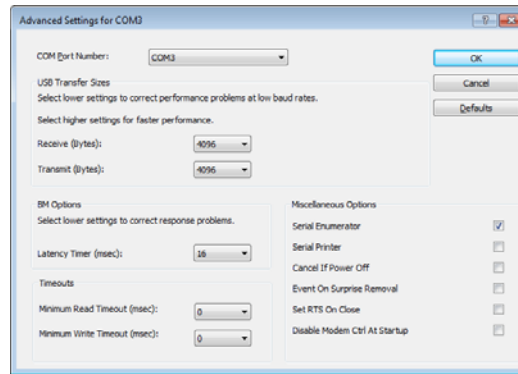 Advanced Settings for COM3
COM Port Number:
COM3
OK
Cancel
Defaults
USB Transfer Sizes
Select lower settings to correct performance problems at low baud rates.
Select higher settings for faster performance.
Receive (Bytes):
4096
Transmit (Bytes):
4096
BM Options
Select lower settings to correct response problems.
Latency Timer (msec):
16
Timeouts
Minimum Read Timeout (msec):
0
Minimum Write Timeout (msec):
0
Miscellaneous Options
Serial Enumerator
Serial Printer
Cancel If Power Off
Event On Surprise Removal
Set RTS On Close
Disable Modem Ctrl At Startup